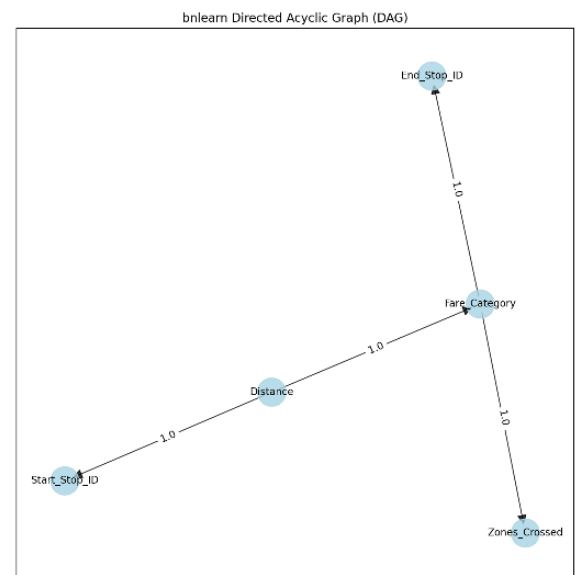 bnlearn Directed Acyclic Graph (DAG)
End_Stop_ID
1.0
Fare_Category
1.0
Distance
1.0
1.0
Start_Stop_ID
Zones_Crossed